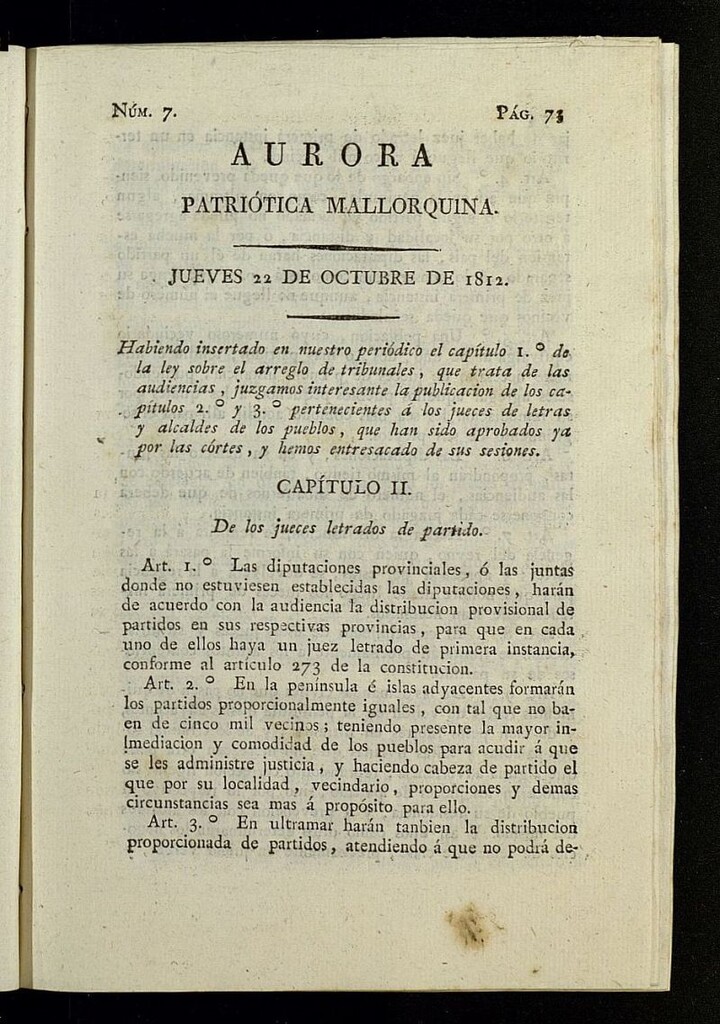 NÚM. 7.
PÁG. 73
AURORA
PATRIÓTICA MALLORQUINA.
JUEVES 22 DE OCTUBRE DE 1812.
Habiendo insertado en nuestro periódico el capítulo 1.º de
la ley sobre el arreglo de tribunales, que trata de las
audiencias, juzgamos interesante la publicacion de los ca-
pítulos 2.º y 3.º pertenecientes á los jueces de letras
y alcaldes de los pueblos, que han sido aprobados ya
por las córtes, y hemos entresacado de sus sesiones.
CAPÍTULO II.
De los jueces letrados de partido.
Art. 1.º Las diputaciones provinciales, ó las juntas
donde no estuviesen establecidas las diputaciones, harán
de acuerdo con la audiencia la distribucion provisional de
partidos en sus respectivas provincias, para que en cada
uno de ellos haya un juez letrado de primera instancia,
conforme al artículo 273 de la constitucion.
Art. 2.º En la península é islas adyacentes formarán
los partidos proporcionalmente iguales, con tal que no ba-
en de cinco mil vecinos; teniendo presente la mayor in-
mediacion y comodidad de los pueblos para acudir á que
se les administre justicia, y haciendo cabeza de partido el
que por su localidad, vecindario, proporciones y demas
circunstancias sea mas á propósito para ello.
Art. 3.º En ultramar harán tanbien la distribucion
proporcionada de partidos, atendiendo á que no podrá de-